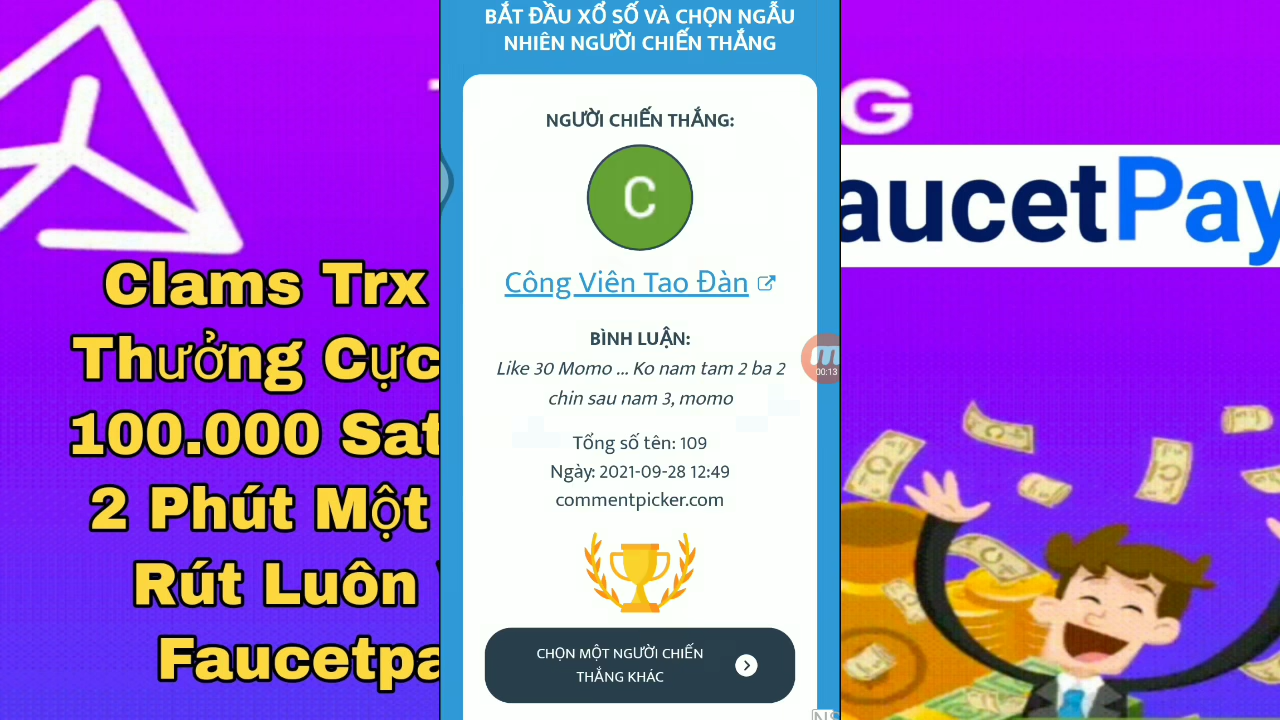 BẮT ĐẦU XỔ SỐ VÀ CHỌN NGẪU
NHIÊN NGƯỜI CHIẾN THẮNG
NGƯỜI CHIẾN THẮNG:
C
Công Viên Tao Đàn
BÌNH LUẬN:
Like 30 Momo ... Ko nam tam 2 ba 2
chin sau nam 3, momo
Tổng số tên: 109
Ngày: 2021-09-28 12:49
commentpicker.com
CHỌN MỘT NGƯỜI CHIẾN
THẮNG KHÁC
00:13
Clams Trx
Thưởng Cực
100.000 Sat
2 Phút Một
Rút Luôn
Faucetpa
G
aucetPay